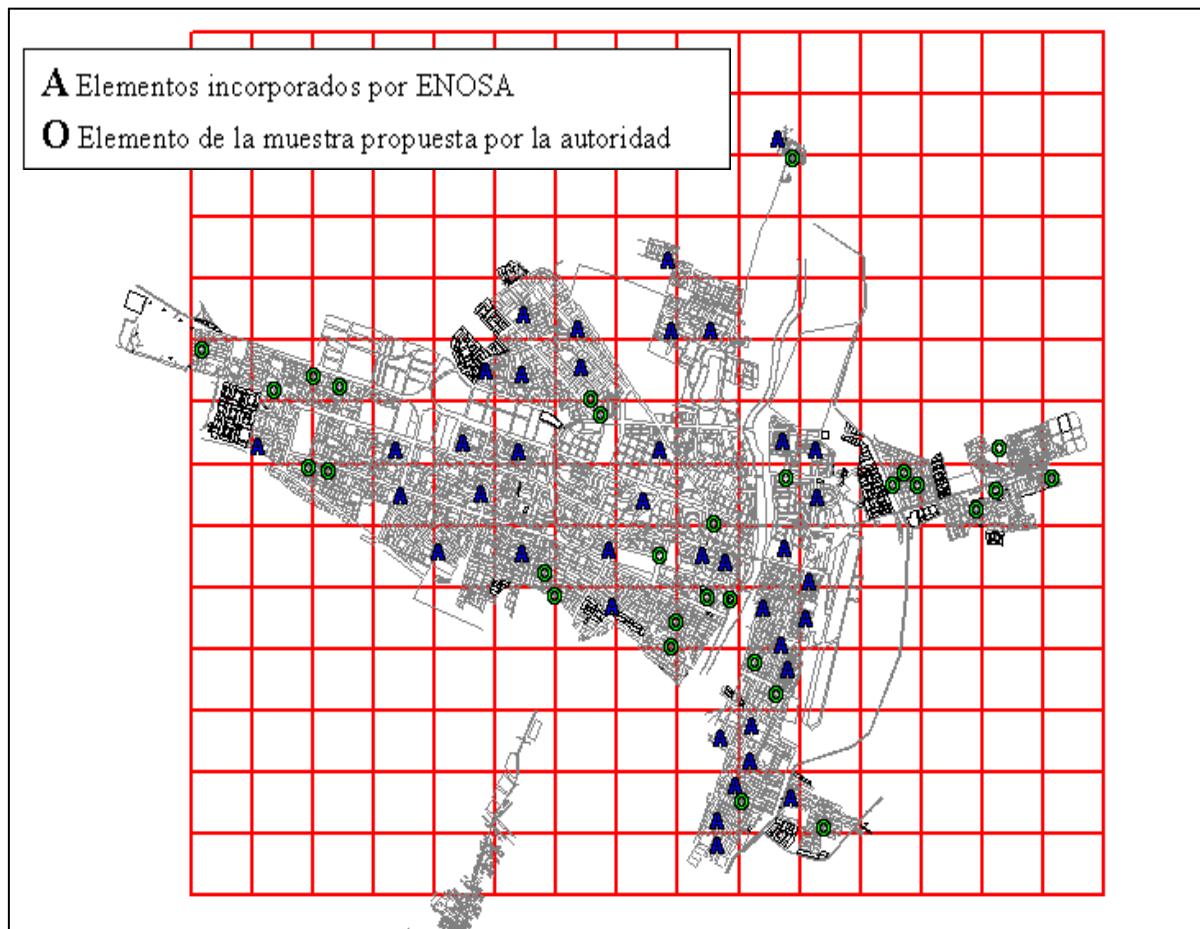 A Elementos incorporados por ENOSA
O Elemento de la muestra propuesta por la autoridad